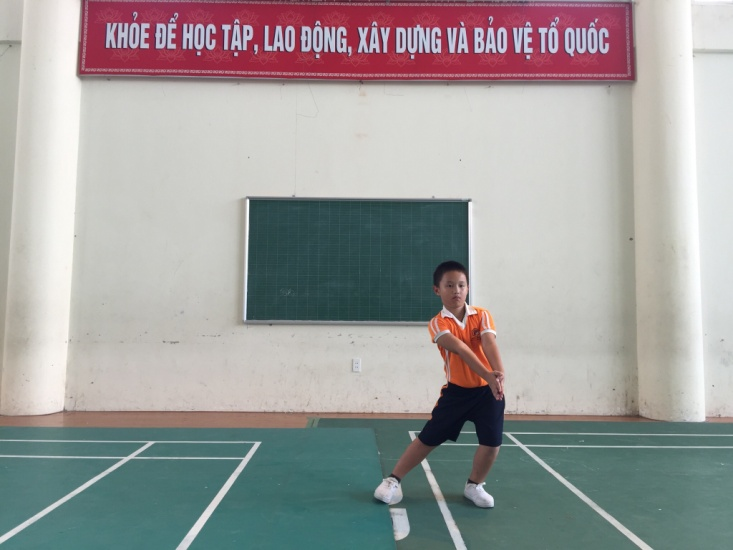 KHỎE ĐỂ HỌC TẬP, LAO ĐỘNG, XÂY DỰNG VÀ BẢO VỆ TỔ QUỐC